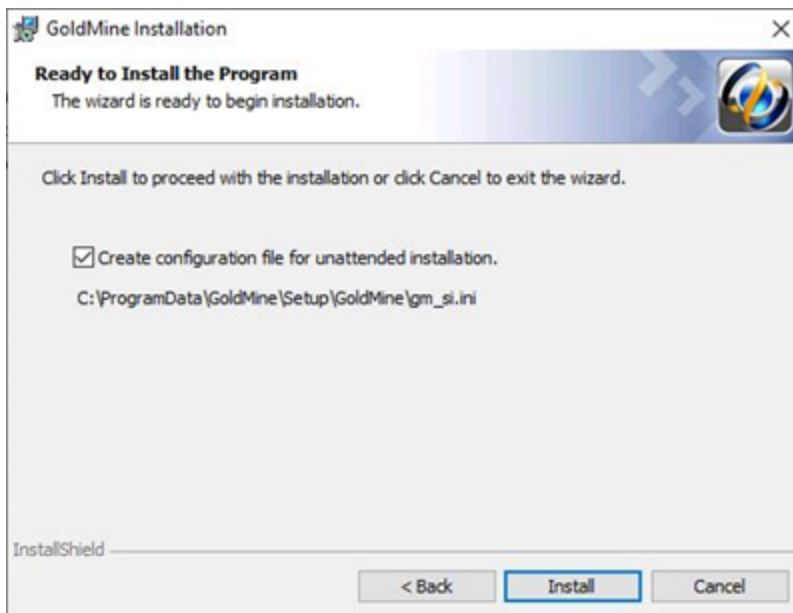 GoldMine Installation
Ready to Install the Program
The wizard is ready to begin installation.
Click Install to proceed with the installation or click Cancel to exit the wizard.
Create configuration file for unattended installation.
C:\ProgramData\GoldMine\Setup\GoldMine\gm_si.ini
InstallShield
< Back Install Cancel